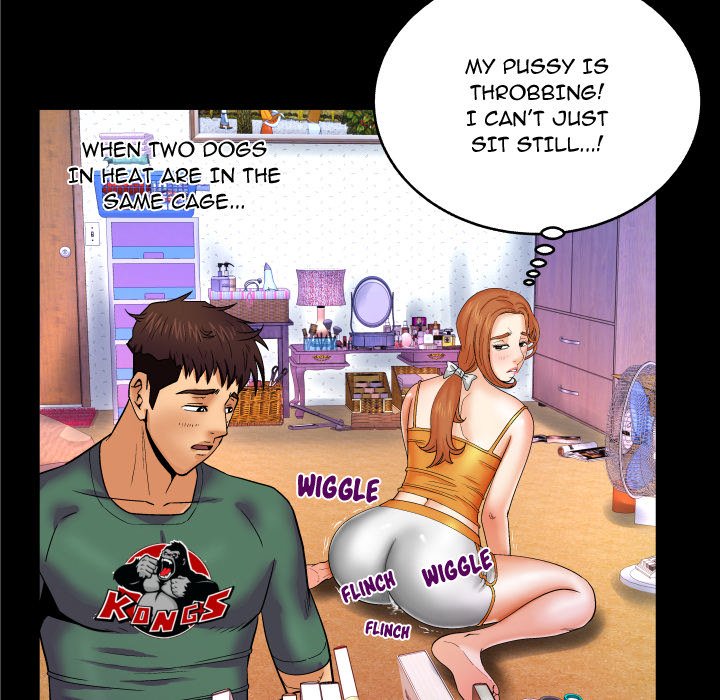 MY PUSSY IS
THROBBING!
I CAN'T JUST
SIT STILL...!
WHEN TWO DOGS
IN HEAT ARE IN THE
SAME CAGE...
WIGGLE
WIGGLE
FLINCH
FLINCH
KONGS